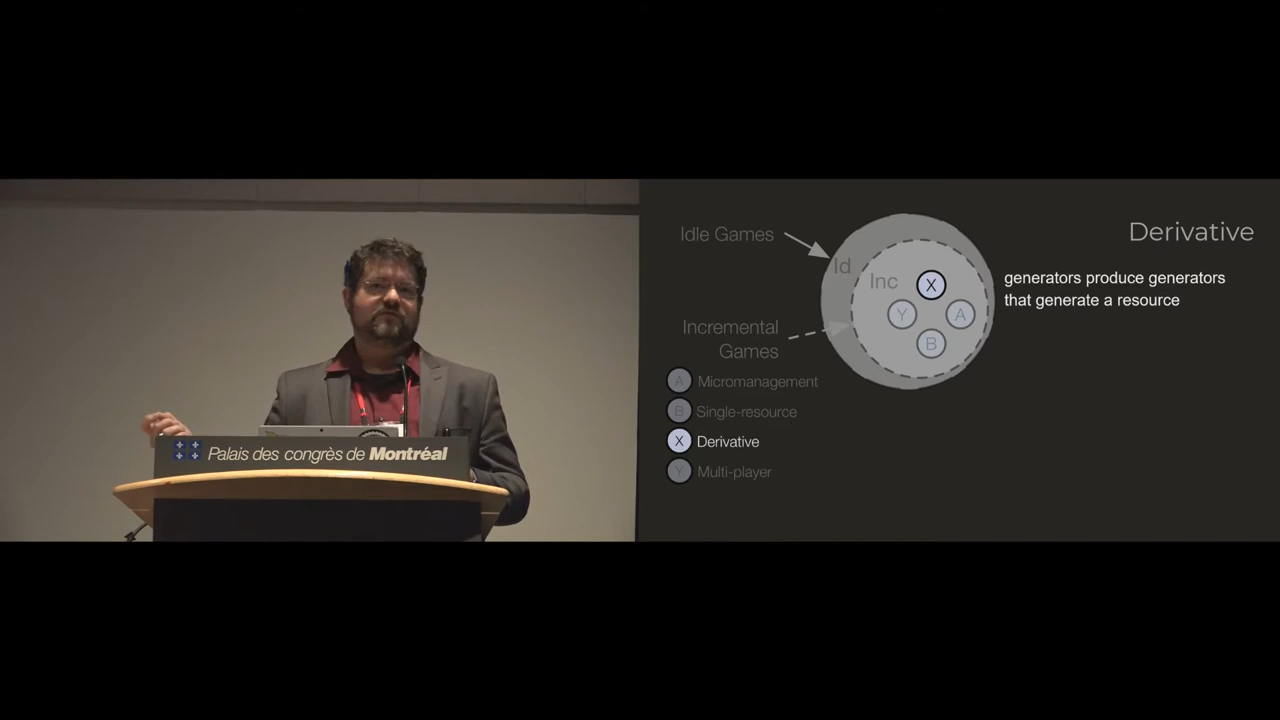 Palais des congrès de Montréal
Derivative
Idle Games
Id
Inc
X
Y
A
B
generators produce generators
that generate a resource
Incremental
Games
A Micromanagement
B Single-resource
X Derivative
Y Multi-player